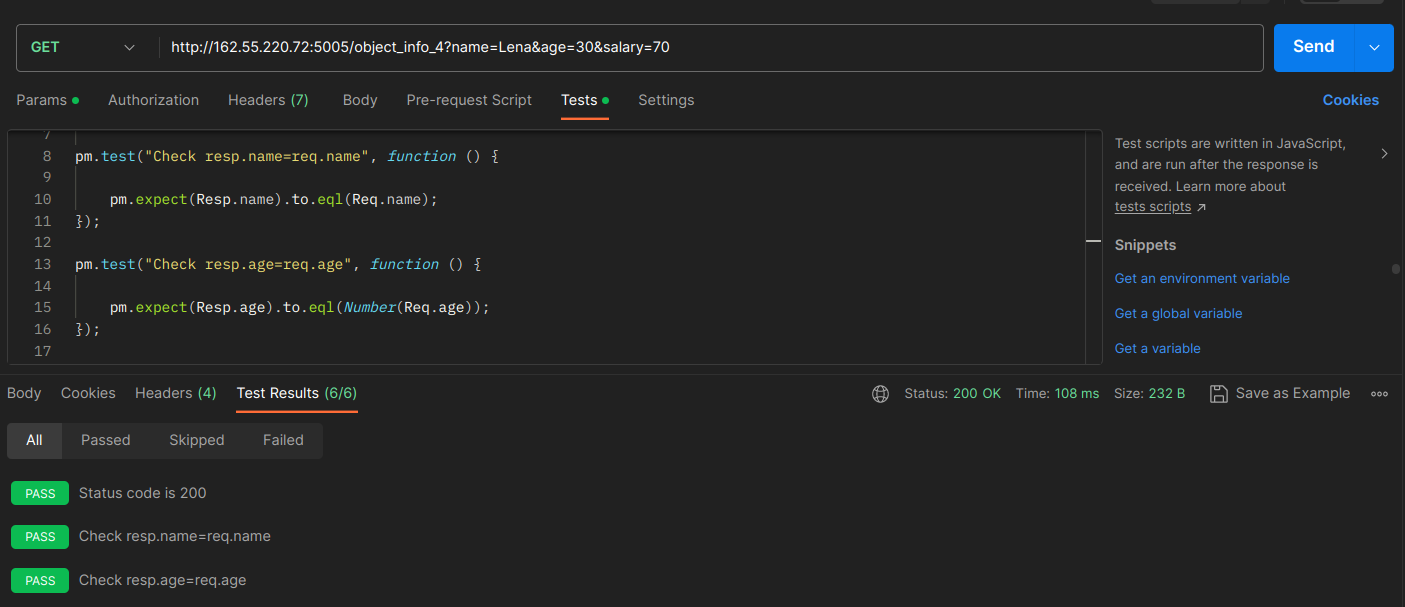 GET http://162.55.220.72:5005/object_info_4?name=Lena&age=30&salary=70 Send
Params Authorization Headers (7) Body Pre-request Script Tests Settings Cookies
7
8 pm.test("Check resp.name=req.name", function () {
9
10 pm.expect(Resp.name).to.eql(Req.name);
11 });
12
13 pm.test("Check resp.age=req.age", function () {
14
15 pm.expect(Resp.age).to.eql(Number(Req.age));
16 });
17
Test scripts are written in JavaScript,
and are run after the response is
received. Learn more about
tests scripts ↗
Snippets
Get an environment variable
Get a global variable
Get a variable
Body Cookies Headers (4) Test Results (6/6) Status: 200 OK Time: 108 ms Size: 232 B Save as Example
All Passed Skipped Failed
PASS Status code is 200
PASS Check resp.name=req.name
PASS Check resp.age=req.age